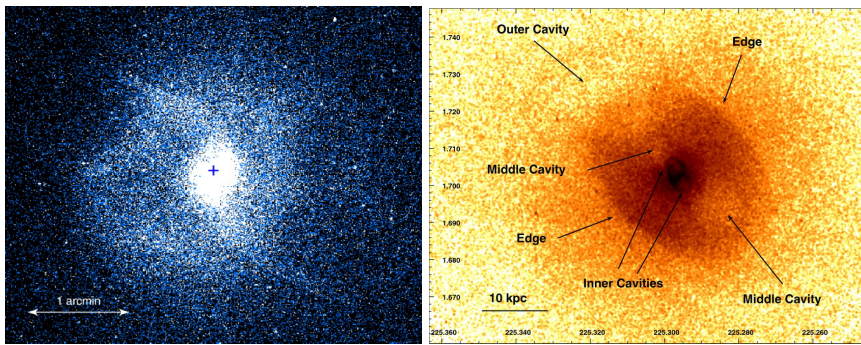 1 arcmin
Outer Cavity
Edge
Middle Cavity
Edge
Inner Cavities
Middle Cavity
10 kpc
1.740
1.730
1.720
1.710
1.700
1.690
1.680
1.670
225.360
225.340
225.320
225.300
225.280
225.260